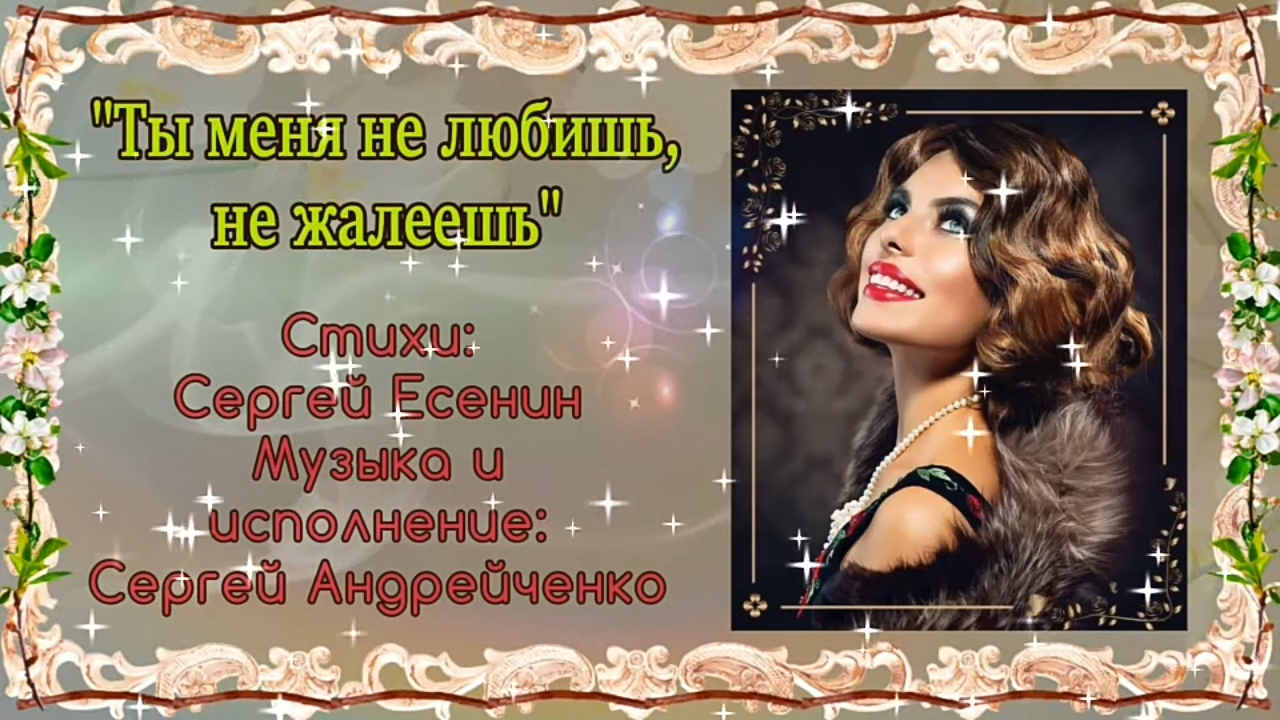 "Ты меня не любишь,
не жалеешь"
Стихи:
Сергей Есенин
Музыка и
исполнение:
Сергей Андрейченко